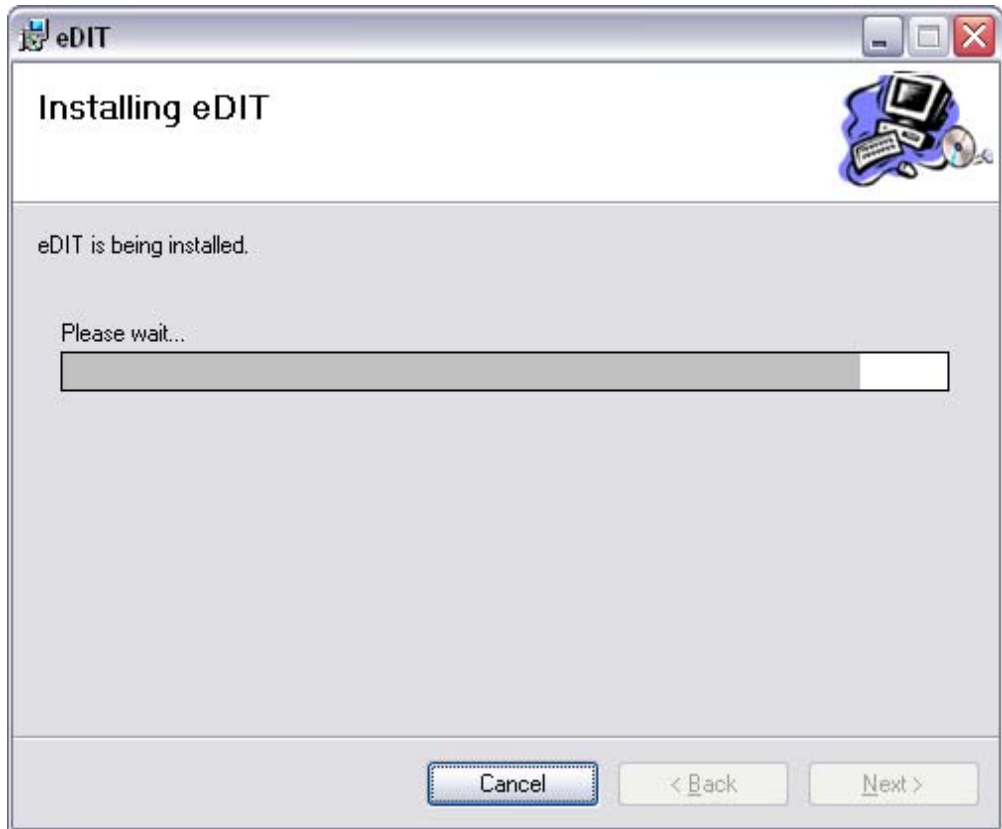 eDIT
Installing eDIT
eDIT is being installed.
Please wait...
Cancel
< Back
Next >